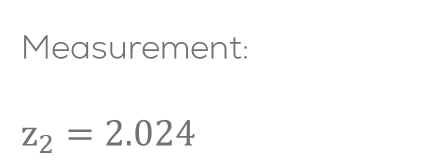 Measurement:
z₂ = 2.024